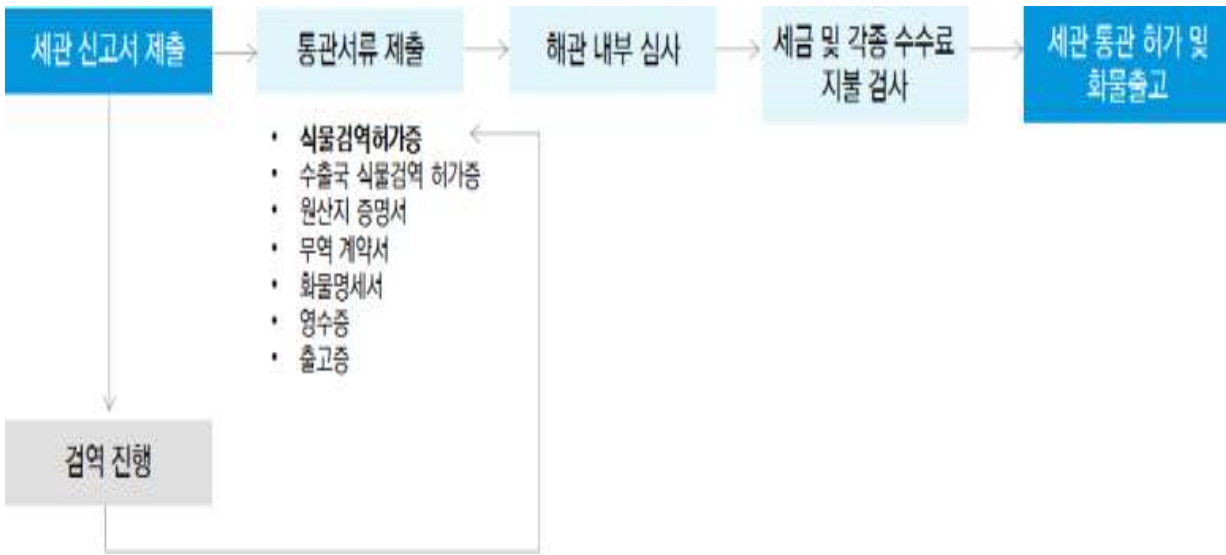 세관 신고서 제출
통관서류 제출
해관 내부 심사
세금 및 각종 수수료
지불 검사
세관 통관 허가 및
화물출고
• 식물검역허가증
• 수출국 식물검역 허가증
• 원산지 증명서
• 무역 계약서
• 화물명세서
• 영수증
• 출고증
검역 진행